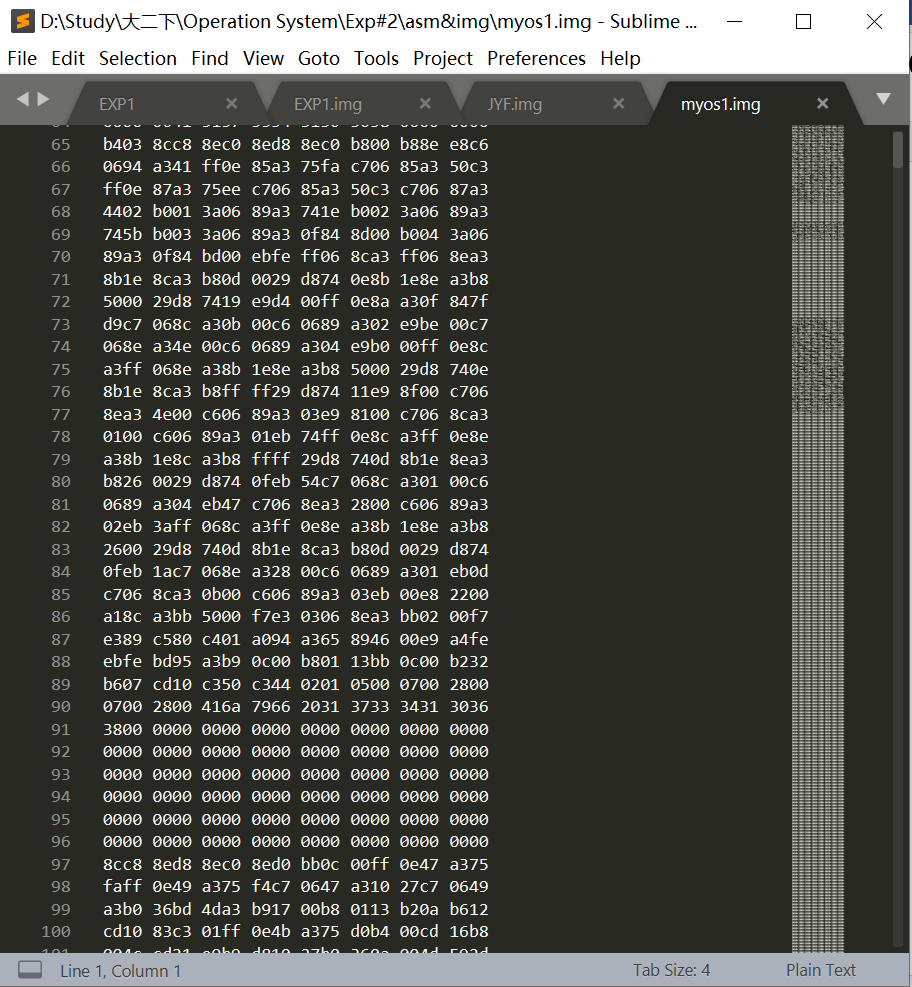 D:\Study\大二下\Operation System\Exp#2\asm&img\myos1.img - Sublime ...
File Edit Selection Find View Goto Tools Project Preferences Help
EXP1 EXP1.img JYF.img myos1.img
65 b403 8cc8 8ec0 8ed8 8ec0 b800 b88e e8c6
66 0694 a341 ff0e 85a3 75fa c706 85a3 50c3
67 ff0e 87a3 75ee c706 85a3 50c3 c706 87a3
68 4402 b001 3a06 89a3 741e b002 3a06 89a3
69 745b b003 3a06 89a3 0f84 8d00 b004 3a06
70 89a3 0f84 bd00 ebfe ff06 8ca3 ff06 8ea3
71 8b1e 8ca3 b80d 0029 d874 0e8b 1e8e a3b8
72 5000 29d8 7419 e9d4 00ff 0e8a a30f 847f
73 d9c7 068c a30b 00c6 0689 a302 e9be 00c7
74 068e a34e 00c6 0689 a304 e9b0 00ff 0e8c
75 a3ff 068e a38b 1e8e a3b8 5000 29d8 740e
76 8b1e 8ca3 b8ff ff29 d874 11e9 8f00 c706
77 8ea3 4e00 c606 89a3 03e9 8100 c706 8ca3
78 0100 c606 89a3 01eb 74ff 0e8c a3ff 0e8e
79 a38b 1e8c a3b8 ffff 29d8 740d 8b1e 8ea3
80 b826 0029 d874 0feb 54c7 068c a301 00c6
81 0689 a304 eb47 c706 8ea3 2800 c606 89a3
82 02eb 3aff 068c a3ff 0e8e a38b 1e8e a3b8
83 2600 29d8 740d 8b1e 8ca3 b80d 0029 d874
84 0feb 1ac7 068e a328 00c6 0689 a301 eb0d
85 c706 8ca3 0b00 c606 89a3 03eb 00e8 2200
86 a18c a3bb 5000 f7e3 0306 8ea3 bb02 00f7
87 e389 c580 c401 a094 a365 8946 00e9 a4fe
88 ebfe bd95 a3b9 0c00 b801 13bb 0c00 b232
89 b607 cd10 c350 c344 0201 0500 0700 2800
90 0700 2800 416a 7966 2031 3733 3431 3036
91 3800 0000 0000 0000 0000 0000 0000 0000
92 0000 0000 0000 0000 0000 0000 0000 0000
93 0000 0000 0000 0000 0000 0000 0000 0000
94 0000 0000 0000 0000 0000 0000 0000 0000
95 0000 0000 0000 0000 0000 0000 0000 0000
96 0000 0000 0000 0000 0000 0000 0000 0000
97 8cc8 8ed8 8ec0 8ed0 bb0c 00ff 0e47 a375
98 faff 0e49 a375 f4c7 0647 a310 27c7 0649
99 a3b0 36bd 4da3 b917 00b8 0113 b20a b612
100 cd10 83c3 01ff 0e4b a375 d0b4 00cd 16b8
Line 1, Column 1 Tab Size: 4 Plain Text